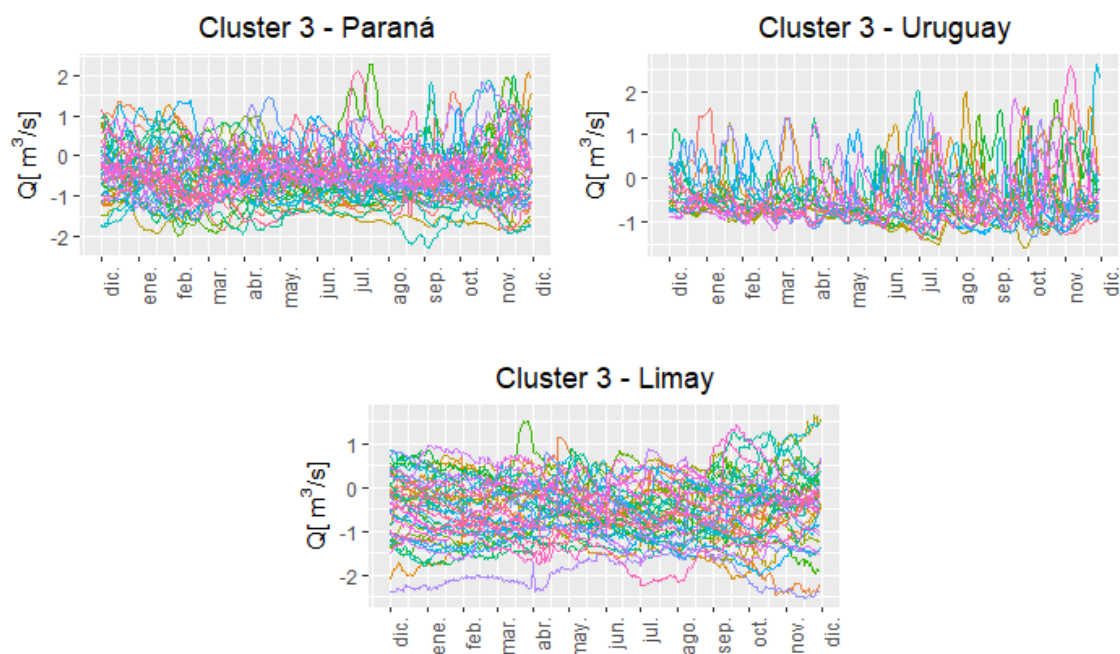 Cluster 3 - Paraná
Q[ m³/s]
2
1
0
-1
-2
dic.
ene.
feb.
mar.
abr.
may.
jun.
jul.
ago.
sep.
oct.
nov.
dic.
Cluster 3 - Uruguay
Q[ m³/s]
2
1
0
-1
dic.
ene.
feb.
mar.
abr.
may.
jun.
jul.
ago.
sep.
oct.
nov.
dic.
Cluster 3 - Limay
Q[ m³/s]
1
0
-1
-2
dic.
ene.
feb.
mar.
abr.
may.
jun.
jul.
ago.
sep.
oct.
nov.
dic.